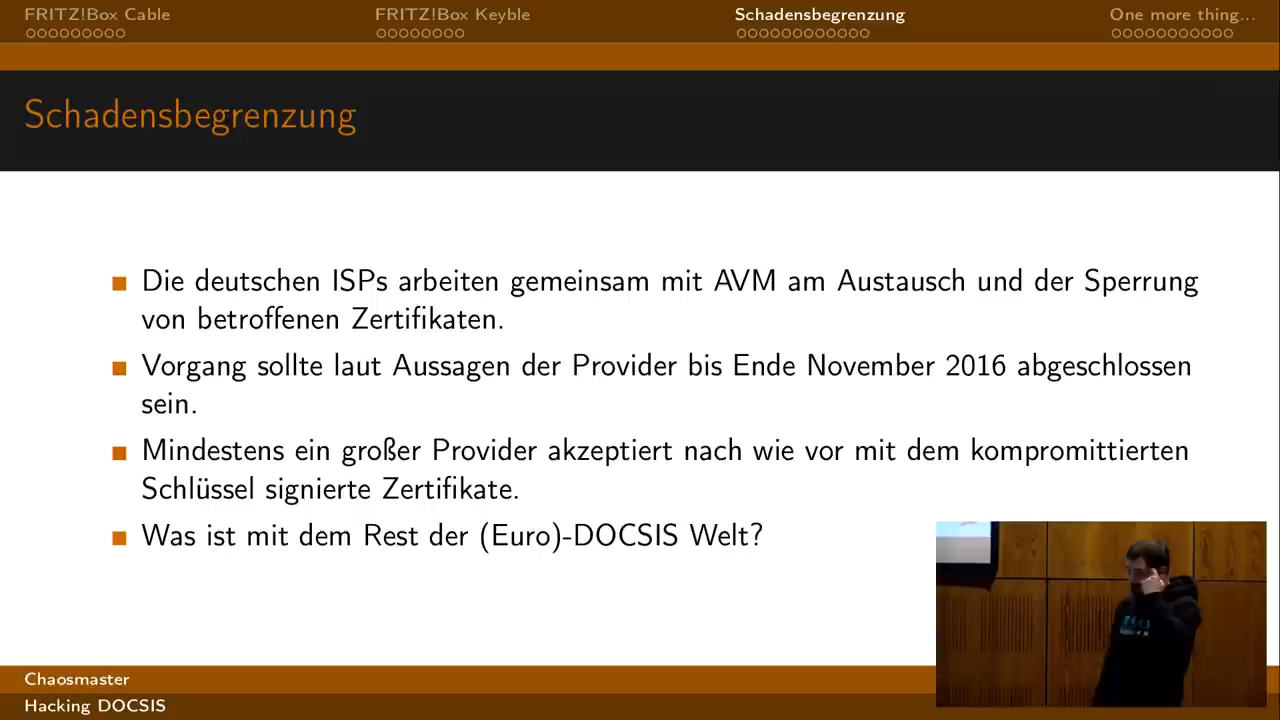 FRITZ!Box Cable
FRITZ!Box Keyble
Schadensbegrenzung
One more thing...
Schadensbegrenzung
Die deutschen ISPs arbeiten gemeinsam mit AVM am Austausch und der Sperrung
von betroffenen Zertifikaten.
Vorgang sollte laut Aussagen der Provider bis Ende November 2016 abgeschlossen
sein.
Mindestens ein großer Provider akzeptiert nach wie vor mit dem kompromittierten
Schlüssel signierte Zertifikate.
Was ist mit dem Rest der (Euro)-DOCSIS Welt?
Chaosmaster
Hacking DOCSIS